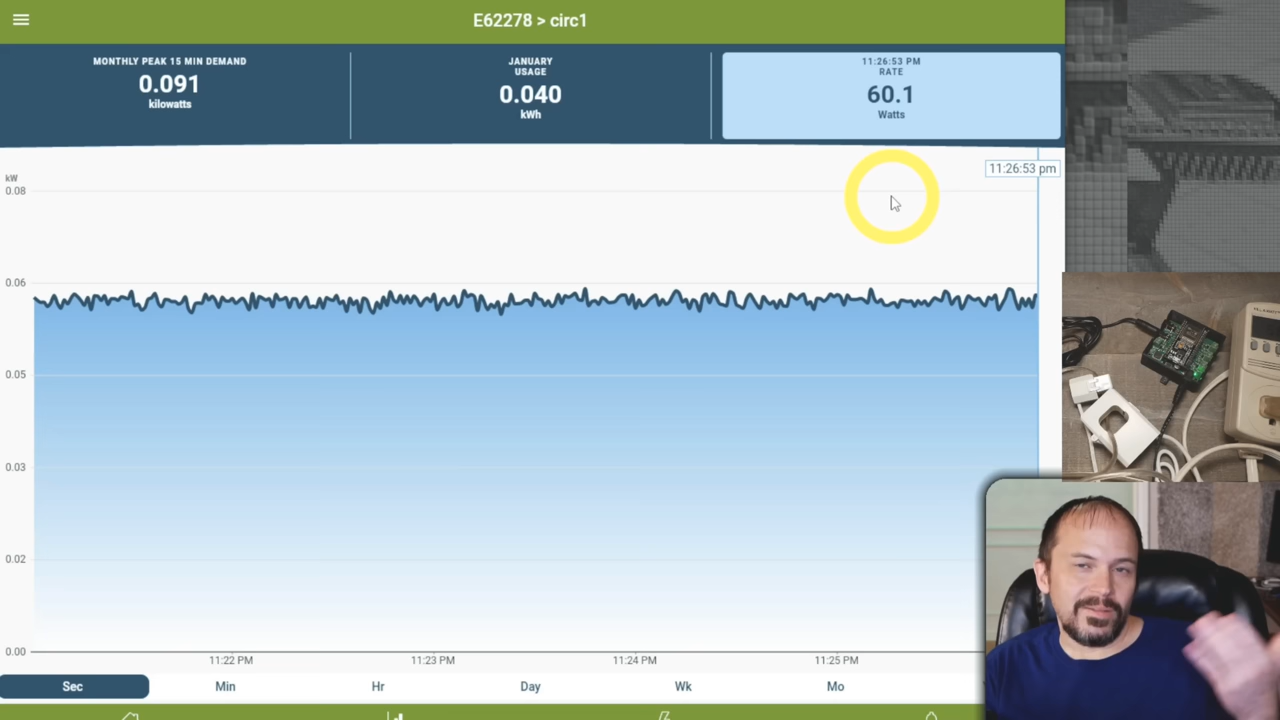 E62278 > circ1
MONTHLY PEAK 15 MIN DEMAND
0.091
kilowatts
JANUARY
USAGE
0.040
kWh
11:26:53 PM
RATE
60.1
Watts
11:26:53 pm
kW
0.08
0.06
0.05
0.03
0.02
0.00
11:22 PM
11:23 PM
11:24 PM
11:25 PM
Sec
Min
Hr
Day
Wk
Mo